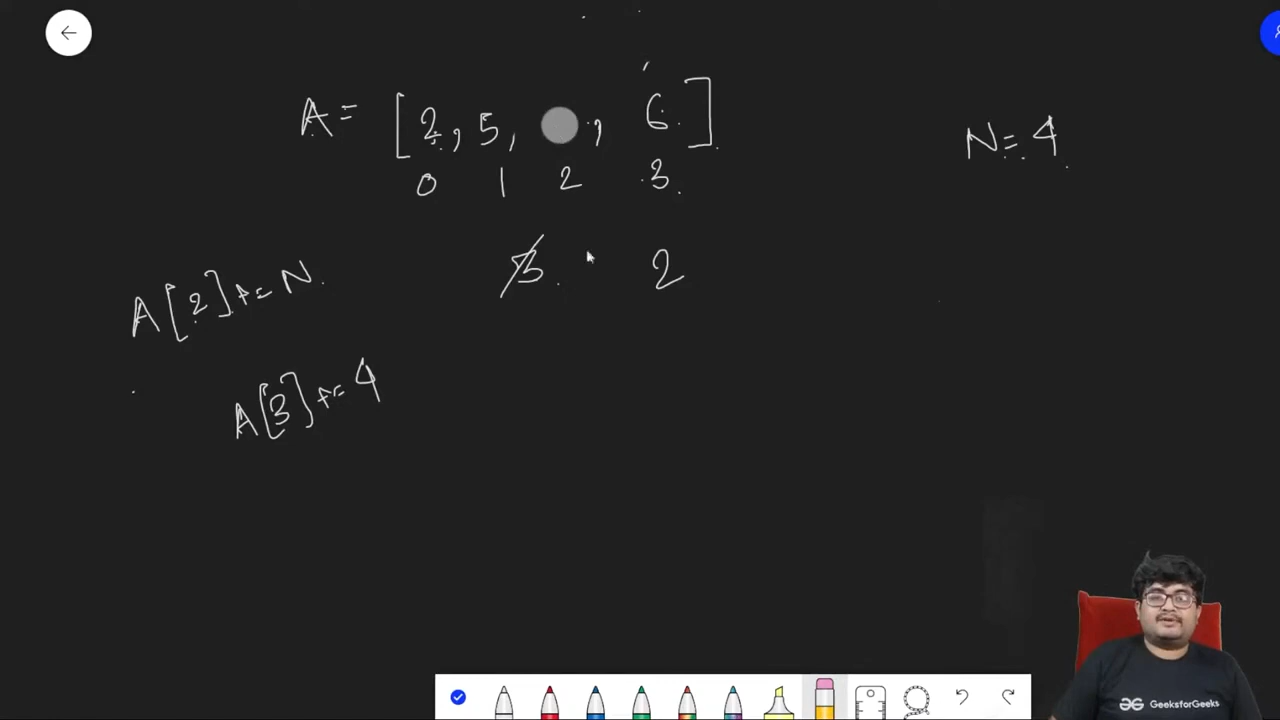 A = [2, 5, , 6]
N = 4
0 1 2 3
3 2
A[2] += N
A[3] += 4
GeeksforGeeks